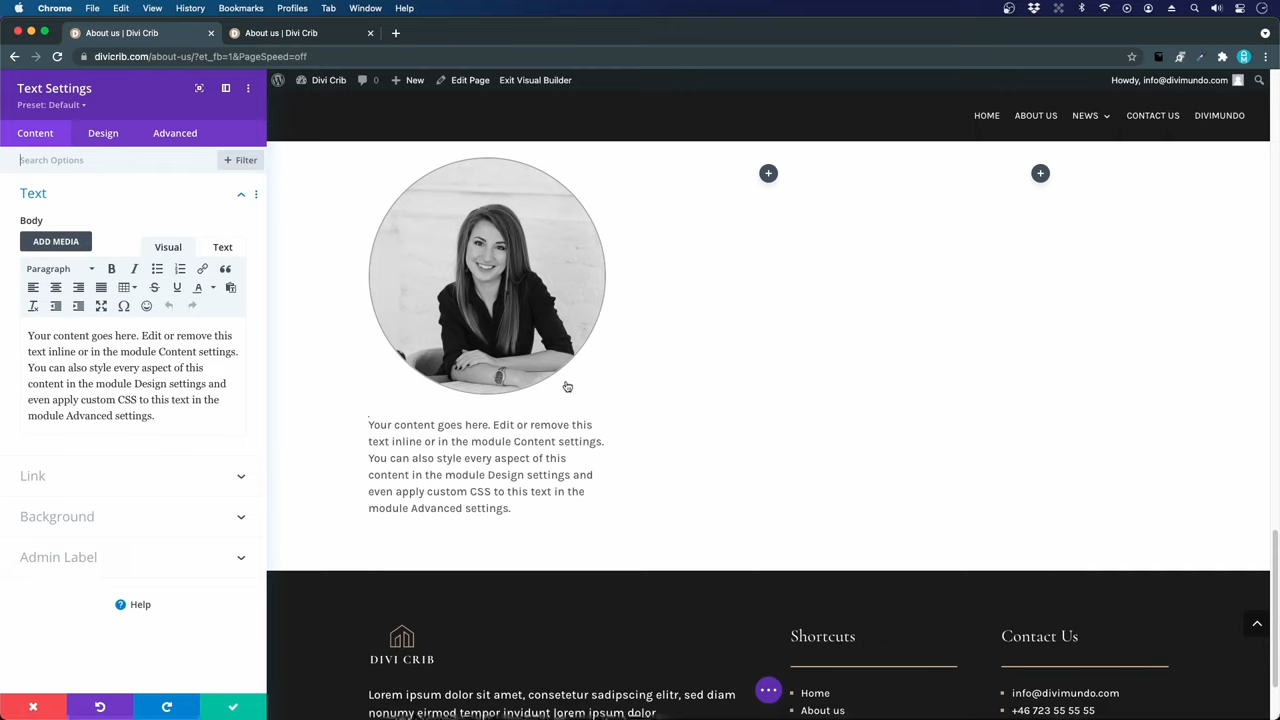 Chrome File Edit View History Bookmarks Profiles Tab Window Help
About us | Divi Crib
About us | Divi Crib
divicrib.com/about-us/?et_fb=1&PageSpeed=off
Divi Crib 0 New Edit Page Exit Visual Builder Howdy, info@divimundo.com
Text Settings
Preset: Default
Content Design Advanced
Search Options Filter
HOME ABOUT US NEWS CONTACT US DIVIMUNDO
Text
Body
ADD MEDIA Visual Text
Paragraph
Your content goes here. Edit or remove this
text inline or in the module Content settings.
You can also style every aspect of this
content in the module Design settings and
even apply custom CSS to this text in the
module Advanced settings.
Link
Background
Admin Label
Help
Your content goes here. Edit or remove this
text inline or in the module Content settings.
You can also style every aspect of this
content in the module Design settings and
even apply custom CSS to this text in the
module Advanced settings.
DIVI CRIB
Lorem ipsum dolor sit amet, consetetur sadipscing elitr, sed diam
nonumy eirmod tempor invidunt lorem ipsum dolor
Shortcuts
Home
About us
Contact Us
info@divimundo.com
+46 723 55 55 55